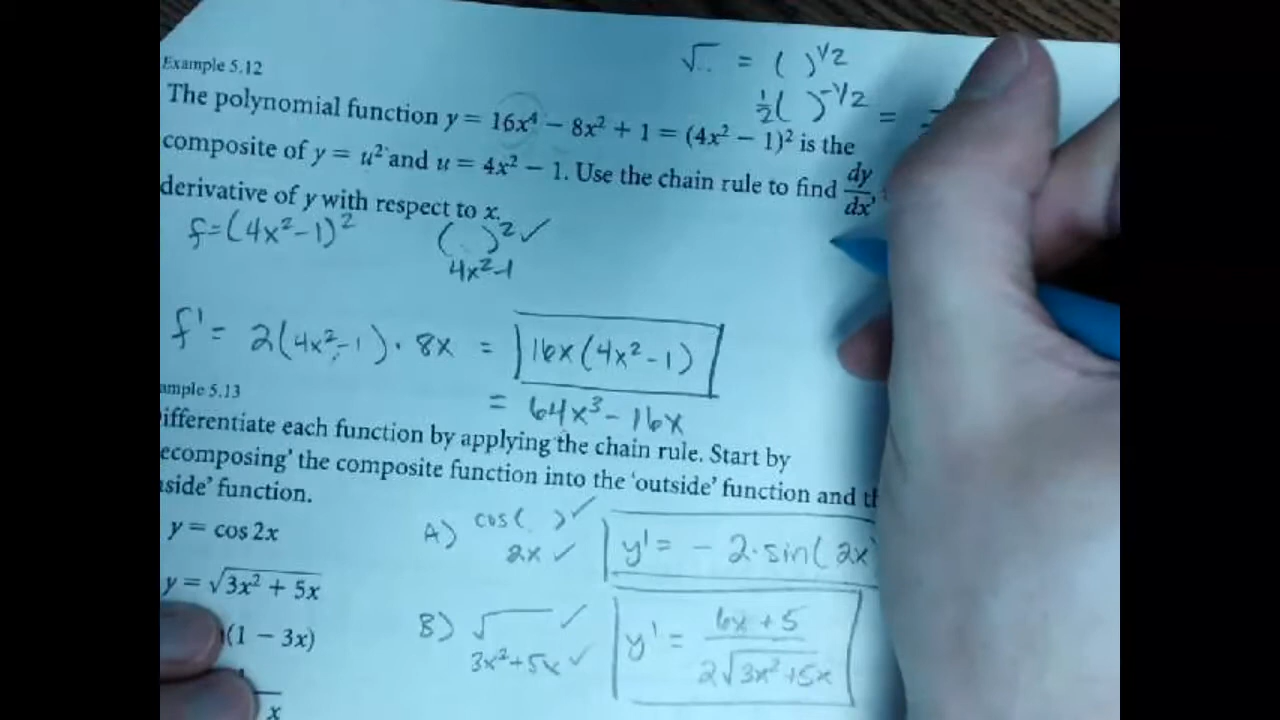 Example 5.12
√ = ( )^1/2
1/2( )^-1/2 =
The polynomial function y = 16x⁴ − 8x² + 1 = (4x² − 1)² is the
composite of y = u² and u = 4x² − 1. Use the chain rule to find dy/dx,
derivative of y with respect to x.
f=(4x²−1)² ( )² ✓
4x²−1
f' = 2(4x²−1)·8x = 16x(4x²−1)
= 64x³−16x
ample 5.13
ifferentiate each function by applying the chain rule. Start by
ecomposing' the composite function into the 'outside' function and th
side' function.
y = cos 2x
A) cos( ) ✓
2x ✓
y' = −2·sin(2x
y = √3x² + 5x
B) √ ✓
3x²+5x ✓
y' = 6x+5 / 2√3x²+5x
(1 − 3x)
x